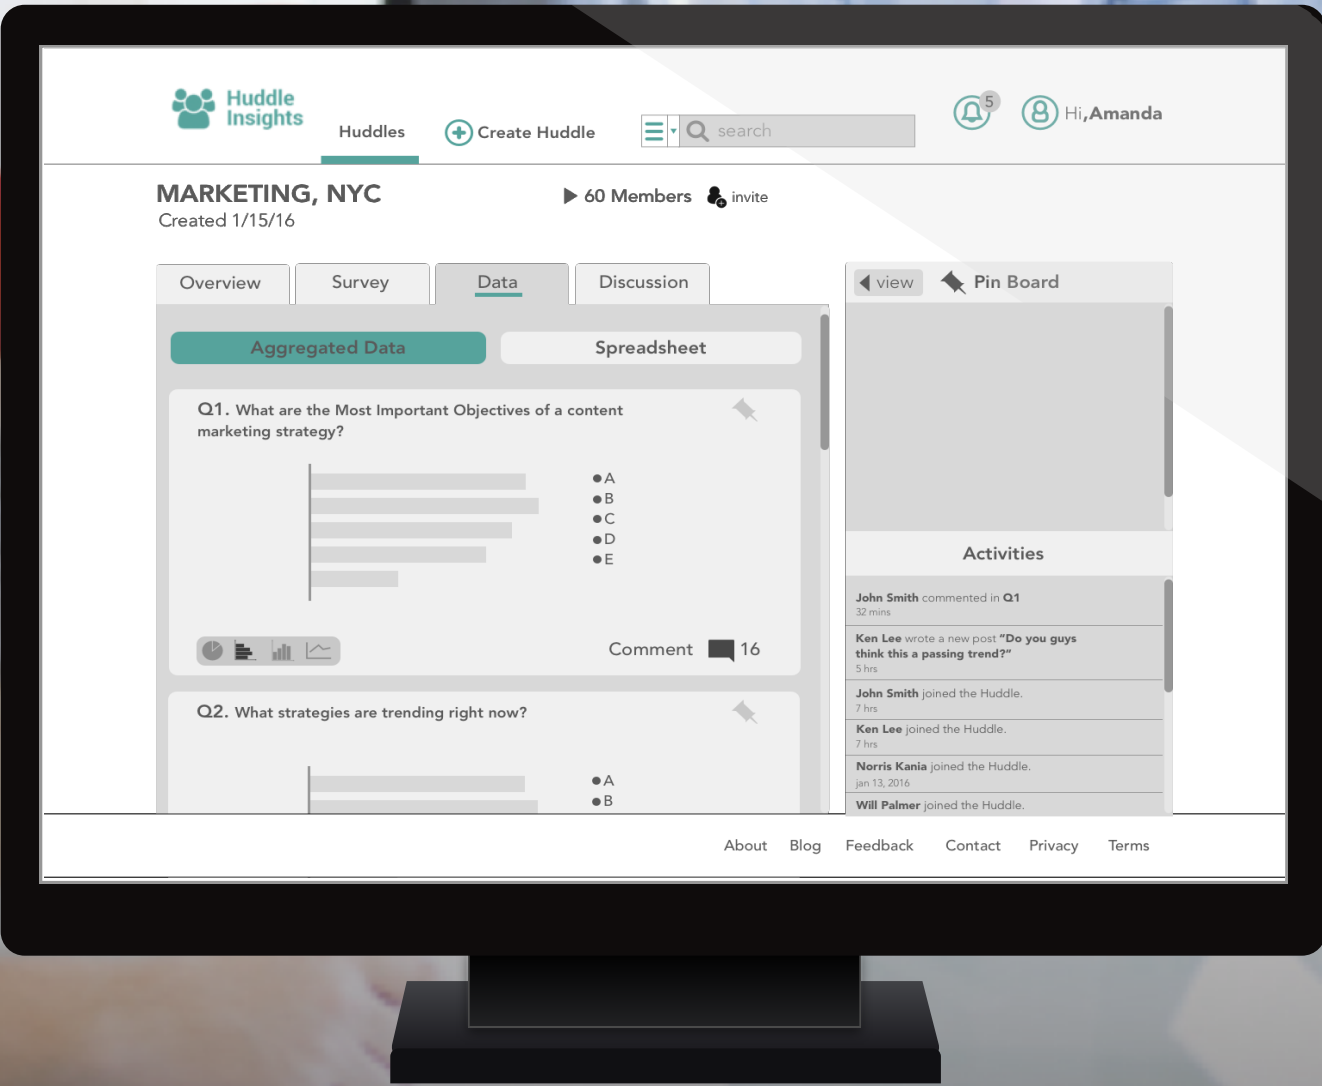 Huddle
Insights
Huddles
Create Huddle
search
5
Hi,Amanda
MARKETING, NYC
Created 1/15/16
60 Members
invite
Overview
Survey
Data
Discussion
Aggregated Data
Spreadsheet
Q1. What are the Most Important Objectives of a content
marketing strategy?
A
B
C
D
E
Comment
16
Q2. What strategies are trending right now?
A
B
view
Pin Board
Activities
John Smith commented in Q1
32 mins
Ken Lee wrote a new post “Do you guys
think this a passing trend?”
5 hrs
John Smith joined the Huddle.
7 hrs
Ken Lee joined the Huddle.
7 hrs
Norris Kania joined the Huddle.
jan 13, 2016
Will Palmer joined the Huddle.
About
Blog
Feedback
Contact
Privacy
Terms